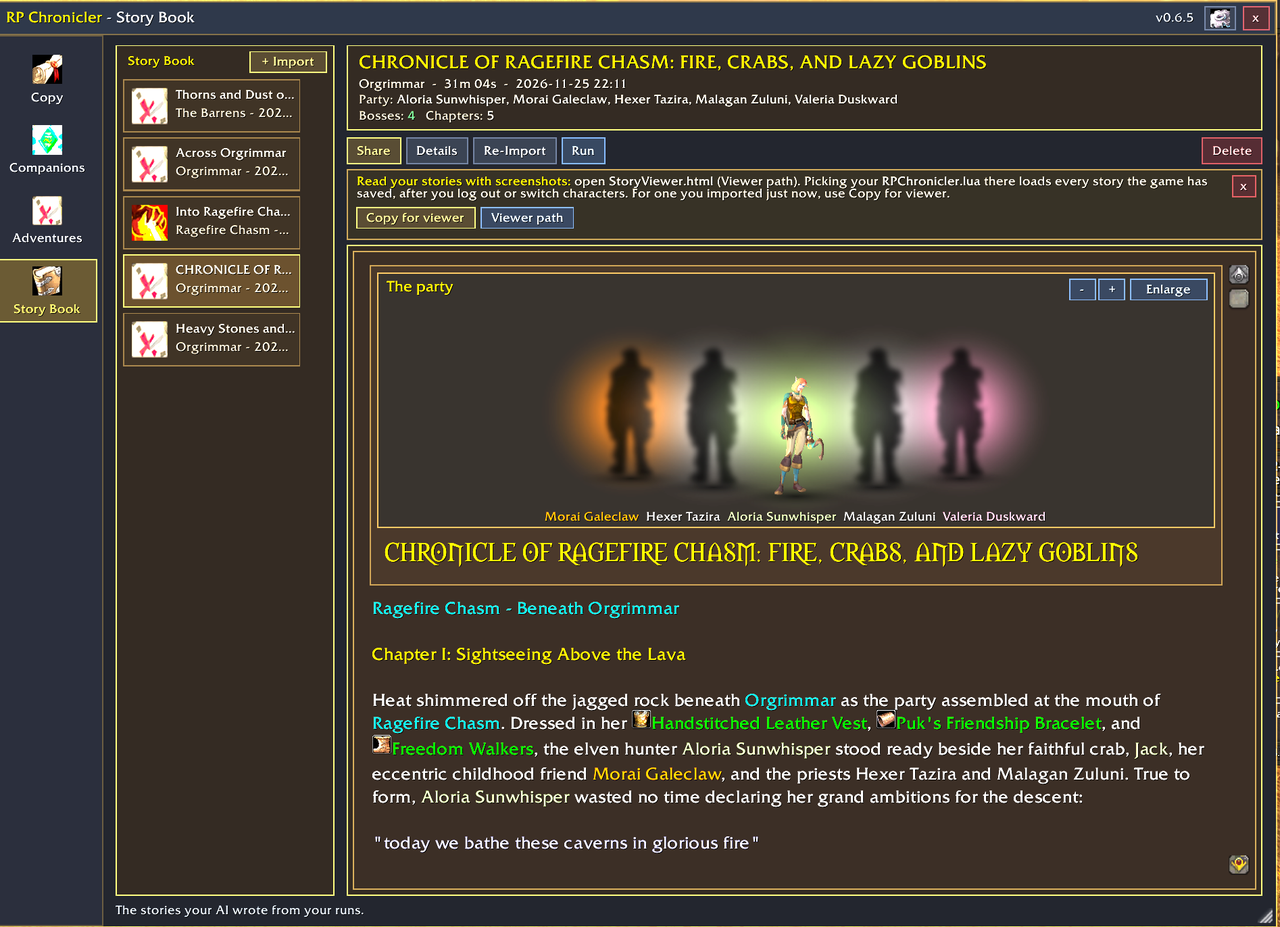 RP Chronicler - Story Book
v0.6.5
x
Copy
Companions
Adventures
Story Book
Story Book
+ Import
Thorns and Dust o...
The Barrens - 202...
Across Orgrimmar
Orgrimmar - 202...
Into Ragefire Cha...
Ragefire Chasm -...
CHRONICLE OF R...
Orgrimmar - 202...
Heavy Stones and...
Orgrimmar - 202...
CHRONICLE OF RAGEFIRE CHASM: FIRE, CRABS, AND LAZY GOBLINS
Orgrimmar - 31m 04s - 2026-11-25 22:11
Party: Aloria Sunwhisper, Morai Galeclaw, Hexer Tazira, Malagan Zuluni, Valeria Duskward
Bosses: 4 Chapters: 5
Share
Details
Re-Import
Run
Delete
Read your stories with screenshots: open StoryViewer.html (Viewer path). Picking your RPChronicler.lua there loads every story the game has
saved, after you log out or switch characters. For one you imported just now, use Copy for viewer.
x
Copy for viewer
Viewer path
The party
-
+
Enlarge
Morai Galeclaw Hexer Tazira Aloria Sunwhisper Malagan Zuluni Valeria Duskward
CHRONICLE OF RAGEFIRE CHASM: FIRE, CRABS, AND LAZY GOBLINS
Ragefire Chasm - Beneath Orgrimmar
Chapter I: Sightseeing Above the Lava
Heat shimmered off the jagged rock beneath Orgrimmar as the party assembled at the mouth of
Ragefire Chasm. Dressed in her Handstitched Leather Vest, Puk's Friendship Bracelet, and
Freedom Walkers, the elven hunter Aloria Sunwhisper stood ready beside her faithful crab, Jack, her
eccentric childhood friend Morai Galeclaw, and the priests Hexer Tazira and Malagan Zuluni. True to
form, Aloria Sunwhisper wasted no time declaring her grand ambitions for the descent:
"today we bathe these caverns in glorious fire"
The stories your AI wrote from your runs.